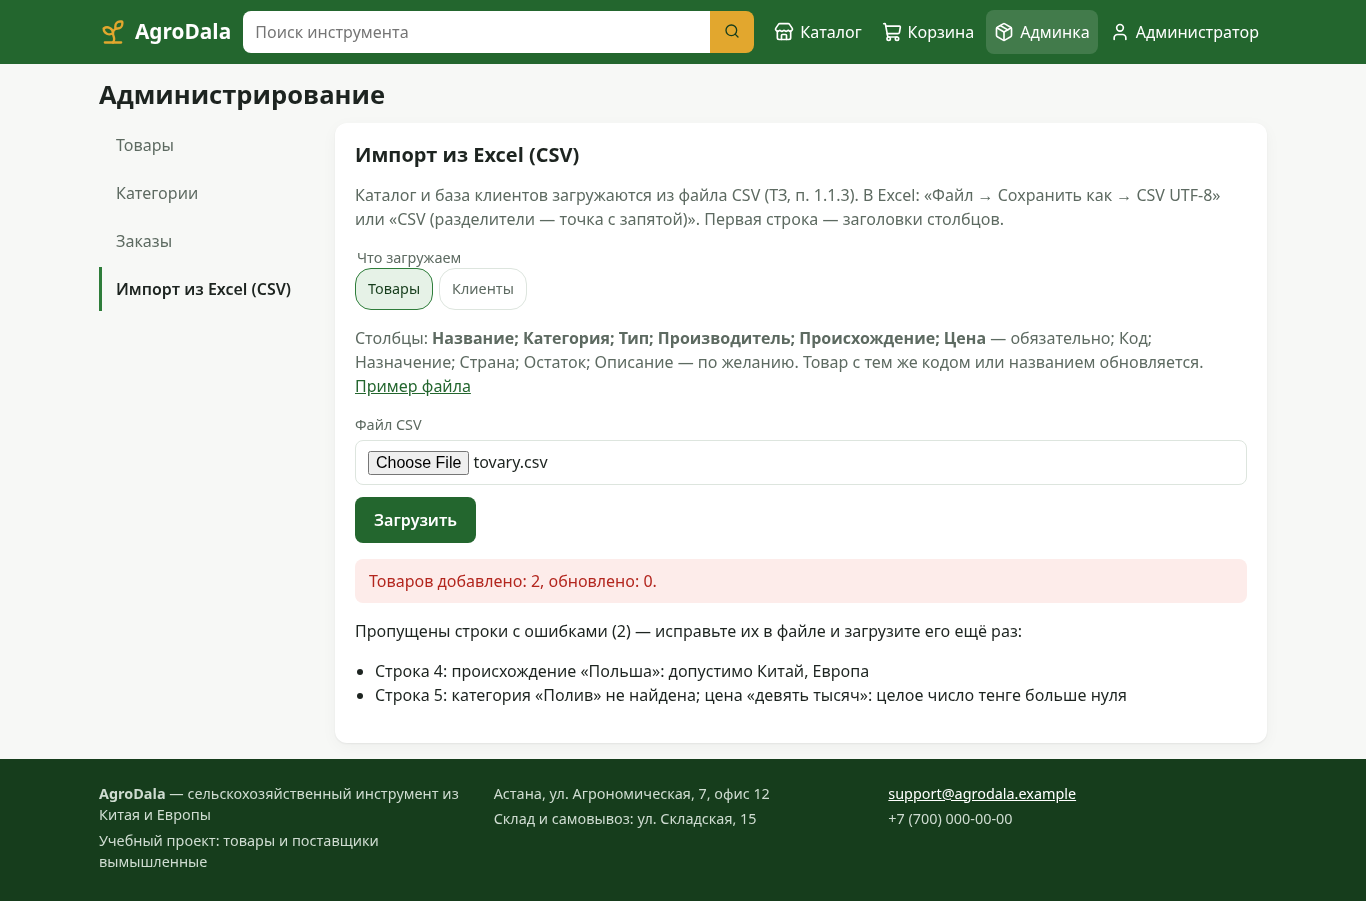 AgroDala
Поиск инструмента
Каталог
Корзина
Админка
Администратор
Администрирование
Товары
Категории
Заказы
Импорт из Excel (CSV)
Импорт из Excel (CSV)
Каталог и база клиентов загружаются из файла CSV (ТЗ, п. 1.1.3). В Excel: «Файл → Сохранить как → CSV UTF-8»
или «CSV (разделители — точка с запятой)». Первая строка — заголовки столбцов.
Что загружаем
Товары
Клиенты
Столбцы: Название; Категория; Тип; Производитель; Происхождение; Цена — обязательно; Код;
Назначение; Страна; Остаток; Описание — по желанию. Товар с тем же кодом или названием обновляется.
Пример файла
Файл CSV
Choose File tovary.csv
Загрузить
Товаров добавлено: 2, обновлено: 0.
Пропущены строки с ошибками (2) — исправьте их в файле и загрузите его ещё раз:
Строка 4: происхождение «Польша»: допустимо Китай, Европа
Строка 5: категория «Полив» не найдена; цена «девять тысяч»: целое число тенге больше нуля
AgroDala — сельскохозяйственный инструмент из
Китая и Европы
Учебный проект: товары и поставщики
вымышленные
Астана, ул. Агрономическая, 7, офис 12
Склад и самовывоз: ул. Складская, 15
support@agrodala.example
+7 (700) 000-00-00